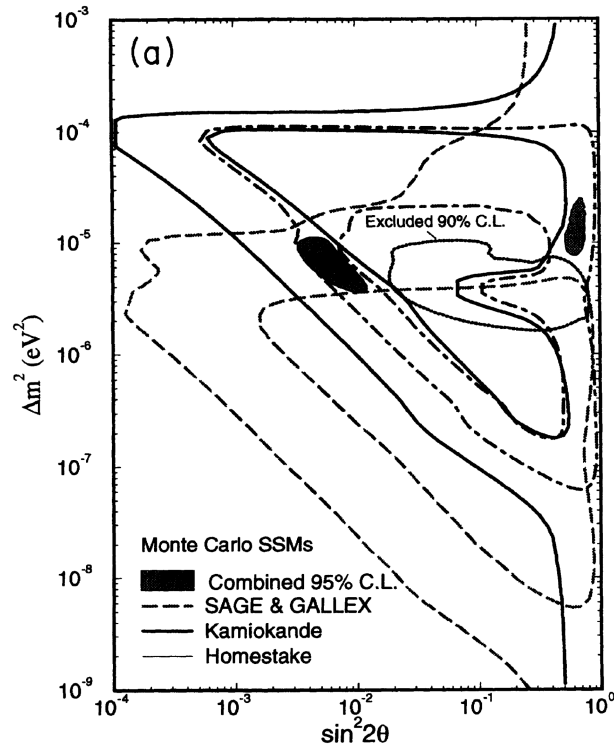 (a)
10⁻³
10⁻⁴
10⁻⁵
10⁻⁶
10⁻⁷
10⁻⁸
10⁻⁹
Δm² (eV²)
Excluded 90% C.L.
Monte Carlo SSMs
Combined 95% C.L.
SAGE & GALLEX
Kamiokande
Homestake
10⁻⁴ 10⁻³ 10⁻² 10⁻¹ 10⁰
sin²2θ